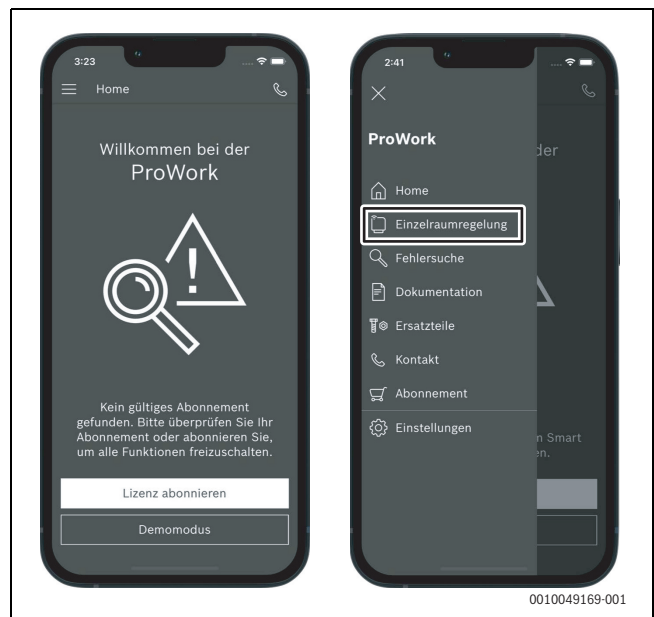 3:23
Home
Willkommen bei der
ProWork
!
Kein gültiges Abonnement
gefunden. Bitte überprüfen Sie Ihr
Abonnement oder abonnieren Sie,
um alle Funktionen freizuschalten.
Lizenz abonnieren
Demomodus
2:41
ProWork
der
Home
Einzelraumregelung
Fehlersuche
Dokumentation
Ersatzteile
Kontakt
Abonnement
Einstellungen
n Smart
en.
0010049169-001